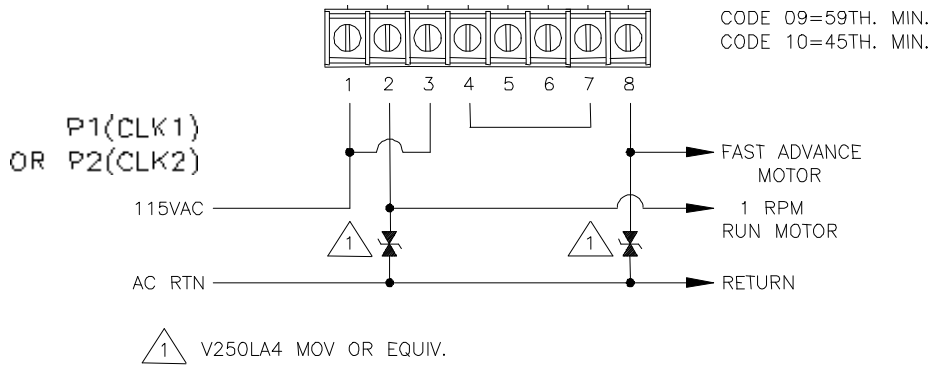 CODE 09=59TH. MIN.
CODE 10=45TH. MIN.
1 2 3 4 5 6 7 8
P1(CLK1)
OR P2(CLK2)
FAST ADVANCE
MOTOR
115VAC
1 RPM
RUN MOTOR
1
1
AC RTN
RETURN
1 V250LA4 MOV OR EQUIV.